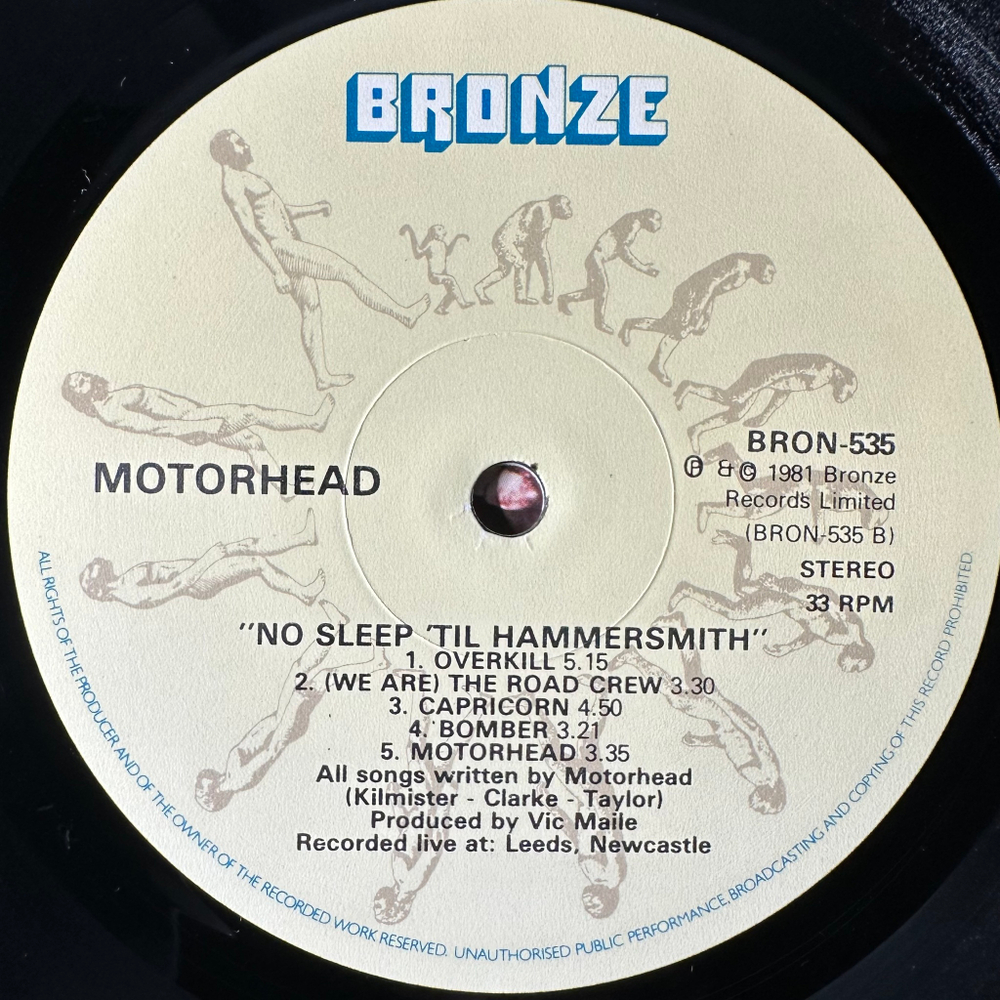 BRONZE
MOTORHEAD
BRON-535
℗ & © 1981 Bronze
Records Limited
(BRON-535 B)
STEREO
33 RPM
"NO SLEEP 'TIL HAMMERSMITH"
1. OVERKILL 5.15
2. (WE ARE) THE ROAD CREW 3.30
3. CAPRICORN 4.50
4. BOMBER 3.21
5. MOTORHEAD 3.35
All songs written by Motorhead
(Kilmister - Clarke - Taylor)
Produced by Vic Maile
Recorded live at: Leeds, Newcastle
ALL RIGHTS OF THE PRODUCER AND OF THE OWNER OF THE RECORDED WORK RESERVED. UNAUTHORISED PUBLIC PERFORMANCE, BROADCASTING AND COPYING OF THIS RECORD PROHIBITED